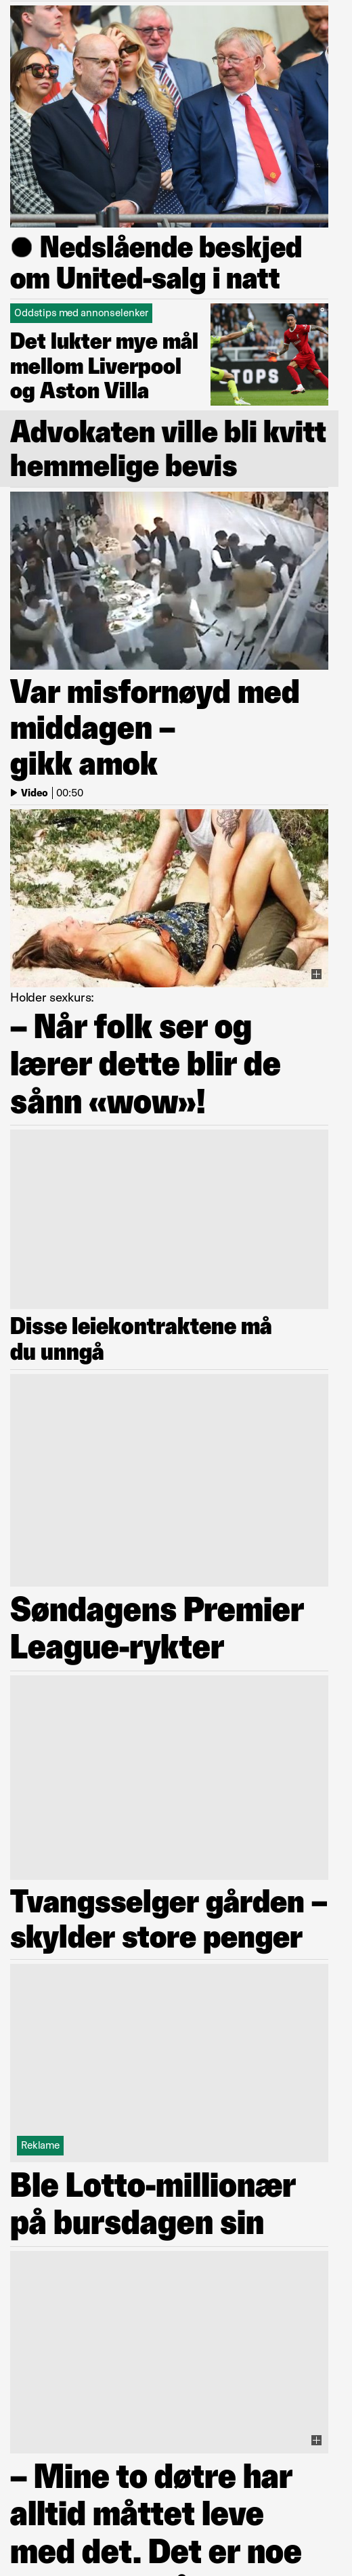 ● Nedslående beskjed
om United-salg i natt
Oddstips med annonselenker
Det lukter mye mål
mellom Liverpool
og Aston Villa
TOPS
Advokaten ville bli kvitt
hemmelige bevis
Var misfornøyd med
middagen –
gikk amok
Video | 00:50
Holder sexkurs:
– Når folk ser og
lærer dette blir de
sånn «wow»!
Disse leiekontraktene må
du unngå
Søndagens Premier
League-rykter
Tvangsselger gården –
skylder store penger
Reklame
Ble Lotto-millionær
på bursdagen sin
– Mine to døtre har
alltid måttet leve
med det. Det er noe